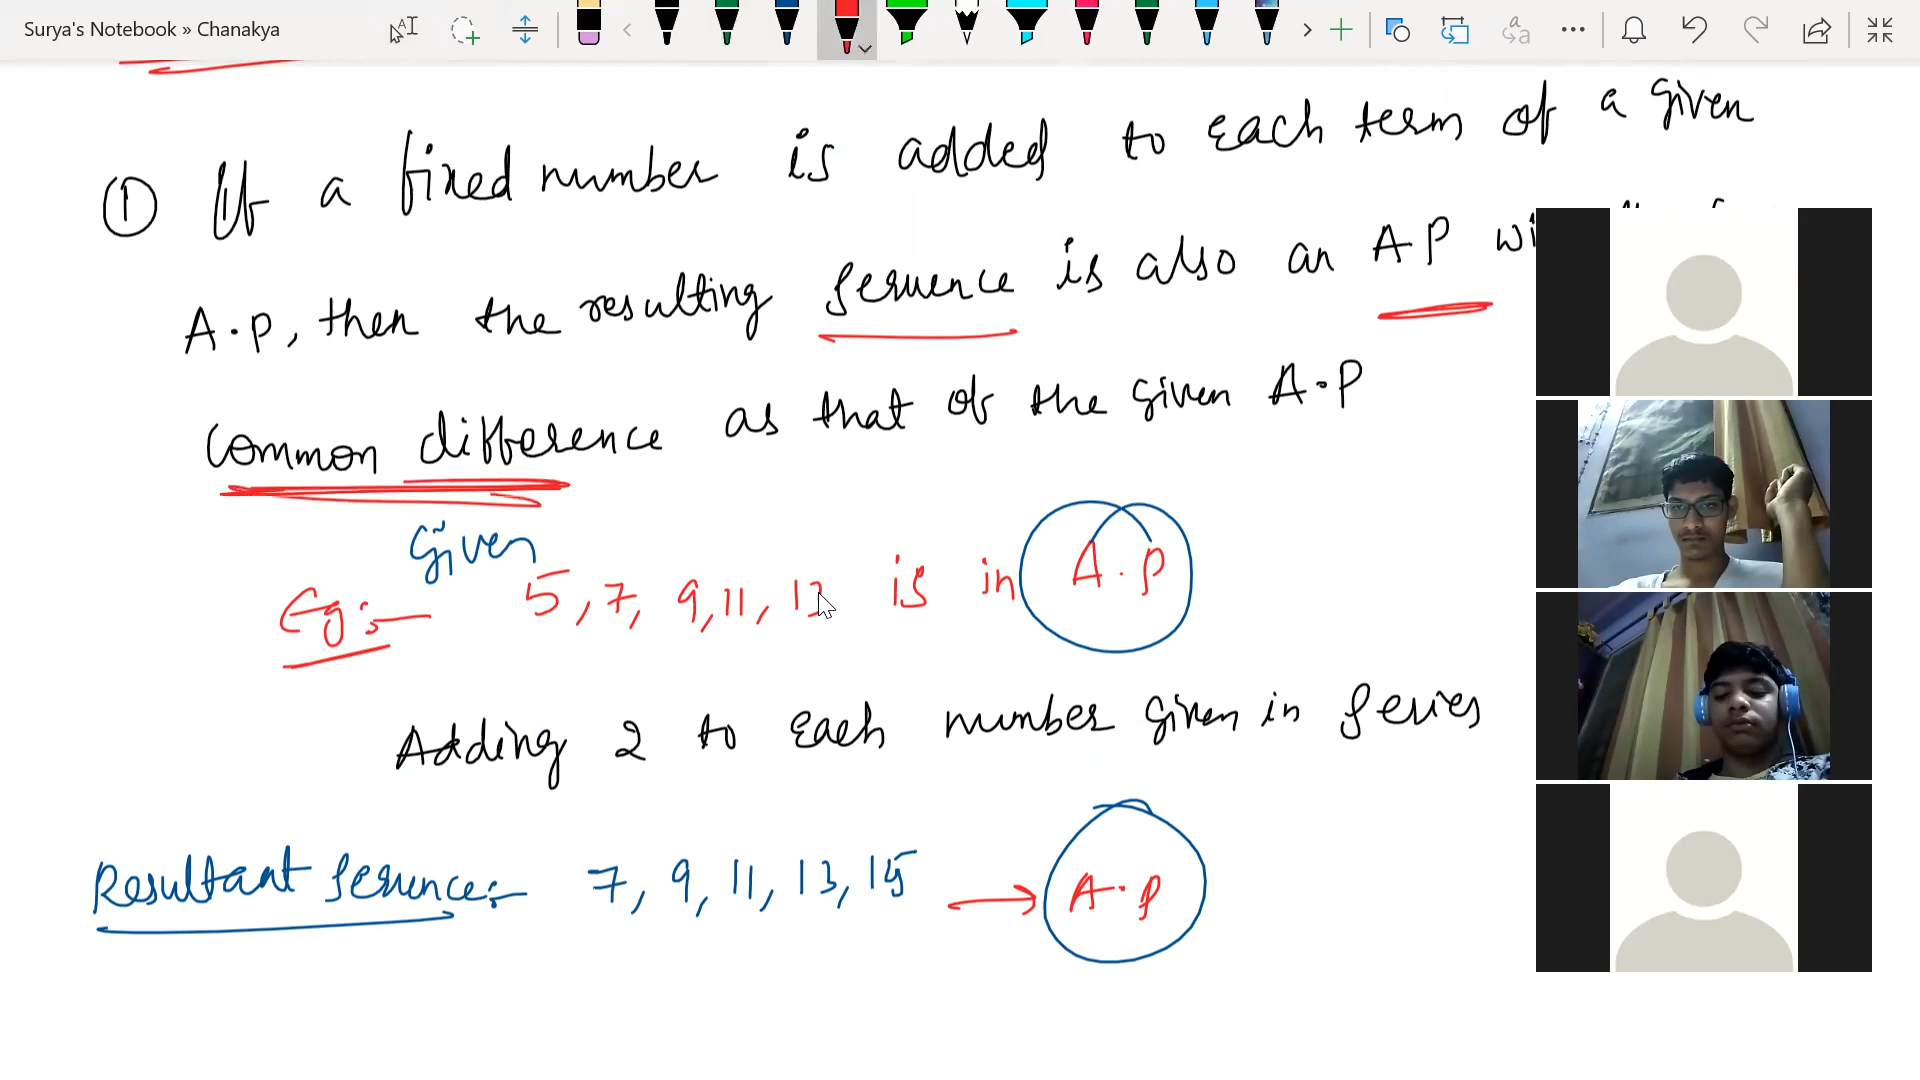 Surya's Notebook » Chanakya
① If a fixed number is added to each term of a given
A.P, then the resulting sequence is also an AP
common difference as that of the given A.P
Given
Eg:- 5, 7, 9, 11, 13 is in A.P
Adding 2 to each number given in series
Resultant sequence:- 7, 9, 11, 13, 15 → A.P